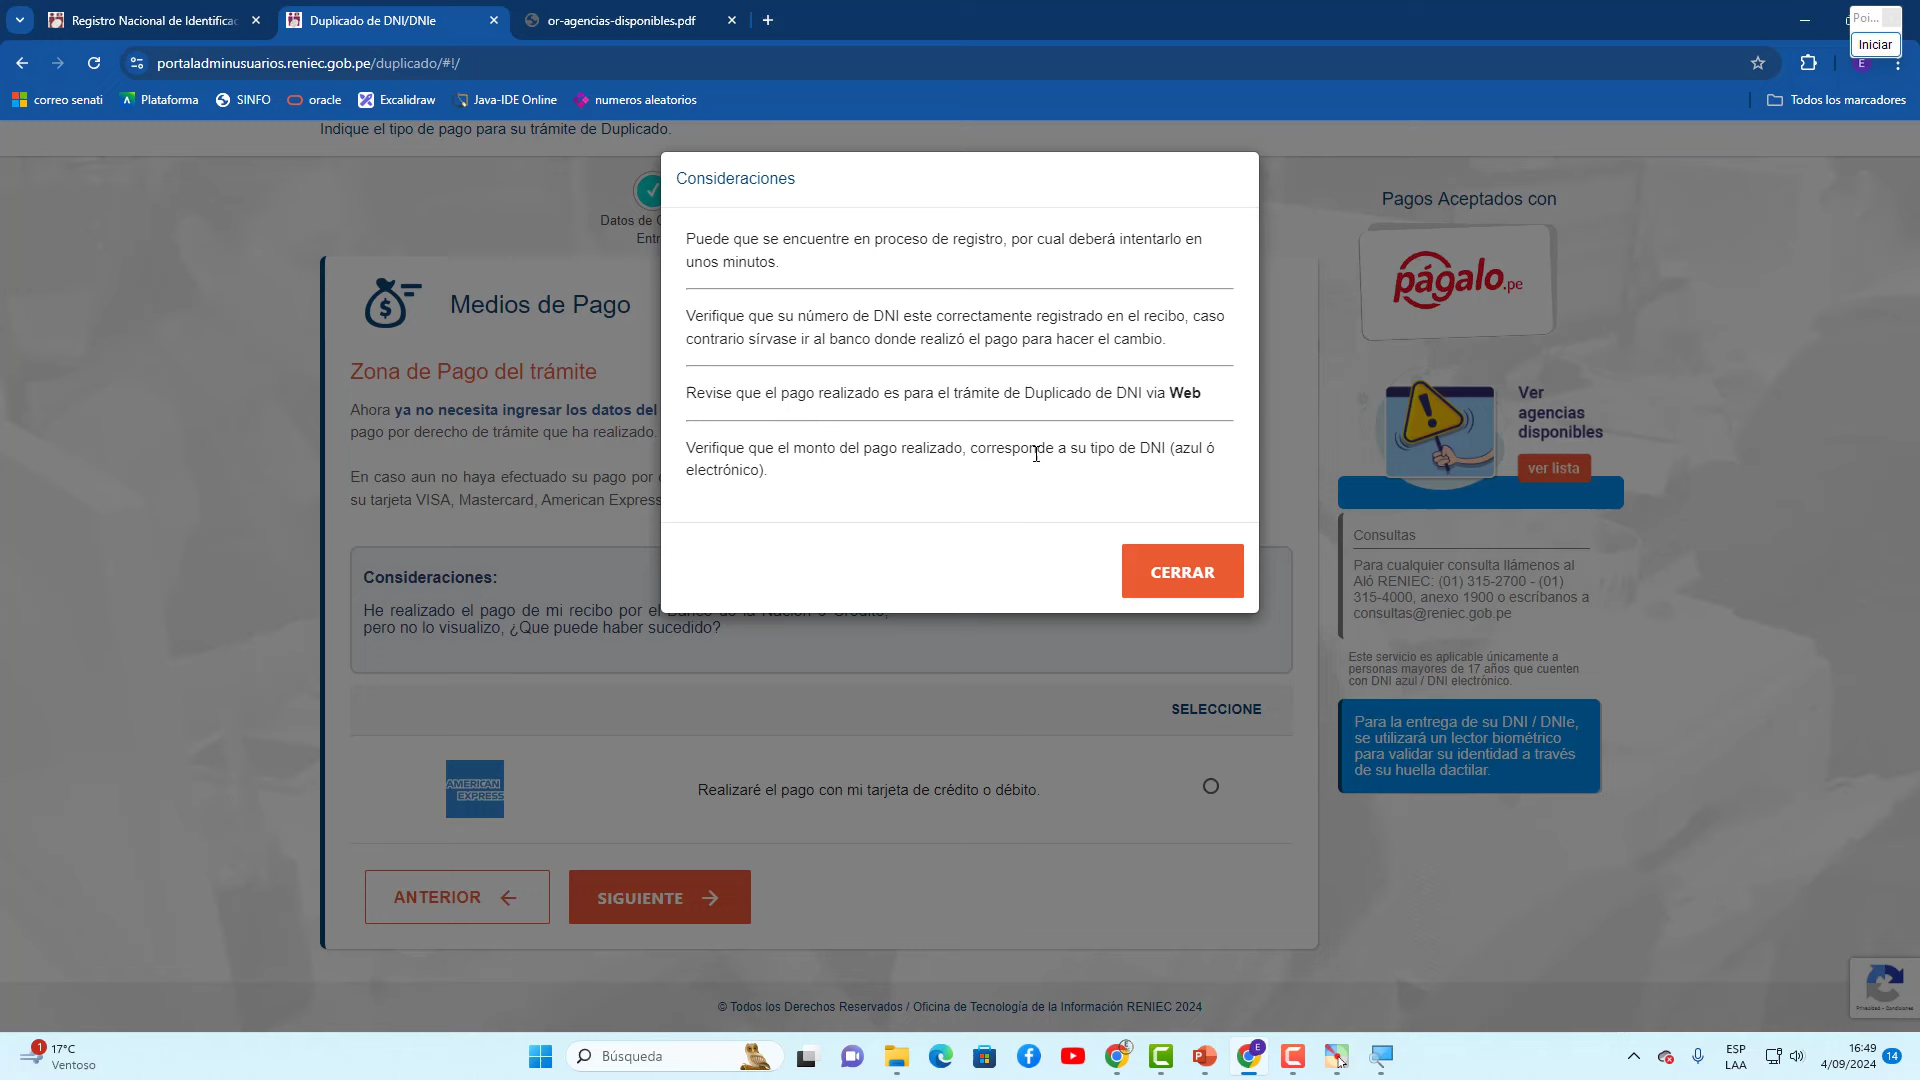 Registro Nacional de Identifica
Duplicado de DNI/DNIe
or-agencias-disponibles.pdf
Poi...
Iniciar
portaladminusuarios.reniec.gob.pe/duplicado/#!/
E
correo senati
Plataforma
SINFO
oracle
Excalidraw
Java-IDE Online
numeros aleatorios
Todos los marcadores
Indique el tipo de pago para su trámite de Duplicado.
Datos de
Entr
Medios de Pago
Zona de Pago del trámite
Ahora ya no necesita ingresar los datos del
pago por derecho de trámite que ha realizado.
En caso aun no haya efectuado su pago por
su tarjeta VISA, Mastercard, American Express
Consideraciones:
He realizado el pago de mi recibo por el Banco de la Nación o Crédito,
pero no lo visualizo, ¿Que puede haber sucedido?
SELECCIONE
AMERICAN
EXPRESS
Realizaré el pago con mi tarjeta de crédito o débito.
ANTERIOR
SIGUIENTE
Consideraciones
Puede que se encuentre en proceso de registro, por cual deberá intentarlo en
unos minutos.
Verifique que su número de DNI este correctamente registrado en el recibo, caso
contrario sírvase ir al banco donde realizó el pago para hacer el cambio.
Revise que el pago realizado es para el trámite de Duplicado de DNI via Web
Verifique que el monto del pago realizado, corresponde a su tipo de DNI (azul ó
electrónico).
CERRAR
Pagos Aceptados con
págalo.pe
Ver
agencias
disponibles
ver lista
Consultas
Para cualquier consulta llámenos al
Aló RENIEC: (01) 315-2700 - (01)
315-4000, anexo 1900 o escríbanos a
consultas@reniec.gob.pe
Este servicio es aplicable únicamente a
personas mayores de 17 años que cuenten
con DNI azul / DNI electrónico.
Para la entrega de su DNI / DNIe,
se utilizará un lector biométrico
para validar su identidad a través
de su huella dactilar.
Privacidad - Condiciones
© Todos los Derechos Reservados / Oficina de Tecnología de la Información RENIEC 2024
1
17°C
Ventoso
Búsqueda
E
ESP
LAA
16:49
4/09/2024
14